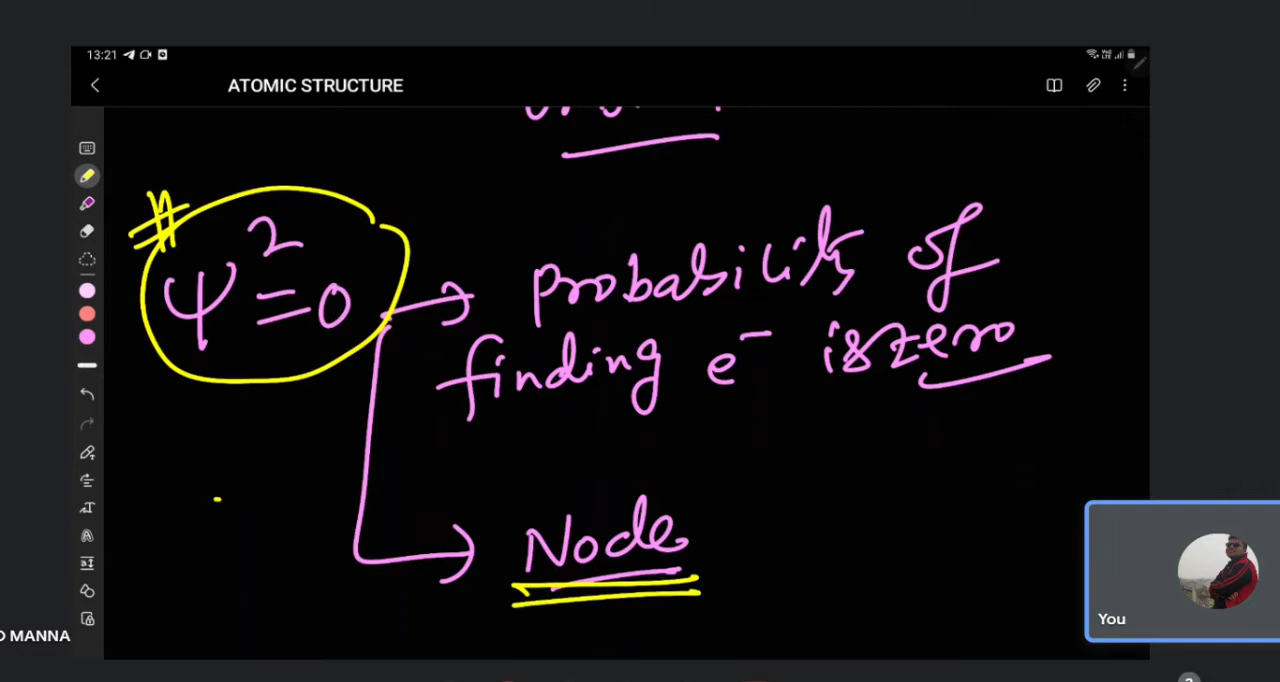 13:21
ATOMIC STRUCTURE
ψ²=0 → probability of
finding e⁻ is zero
→ Node
You
O MANNA